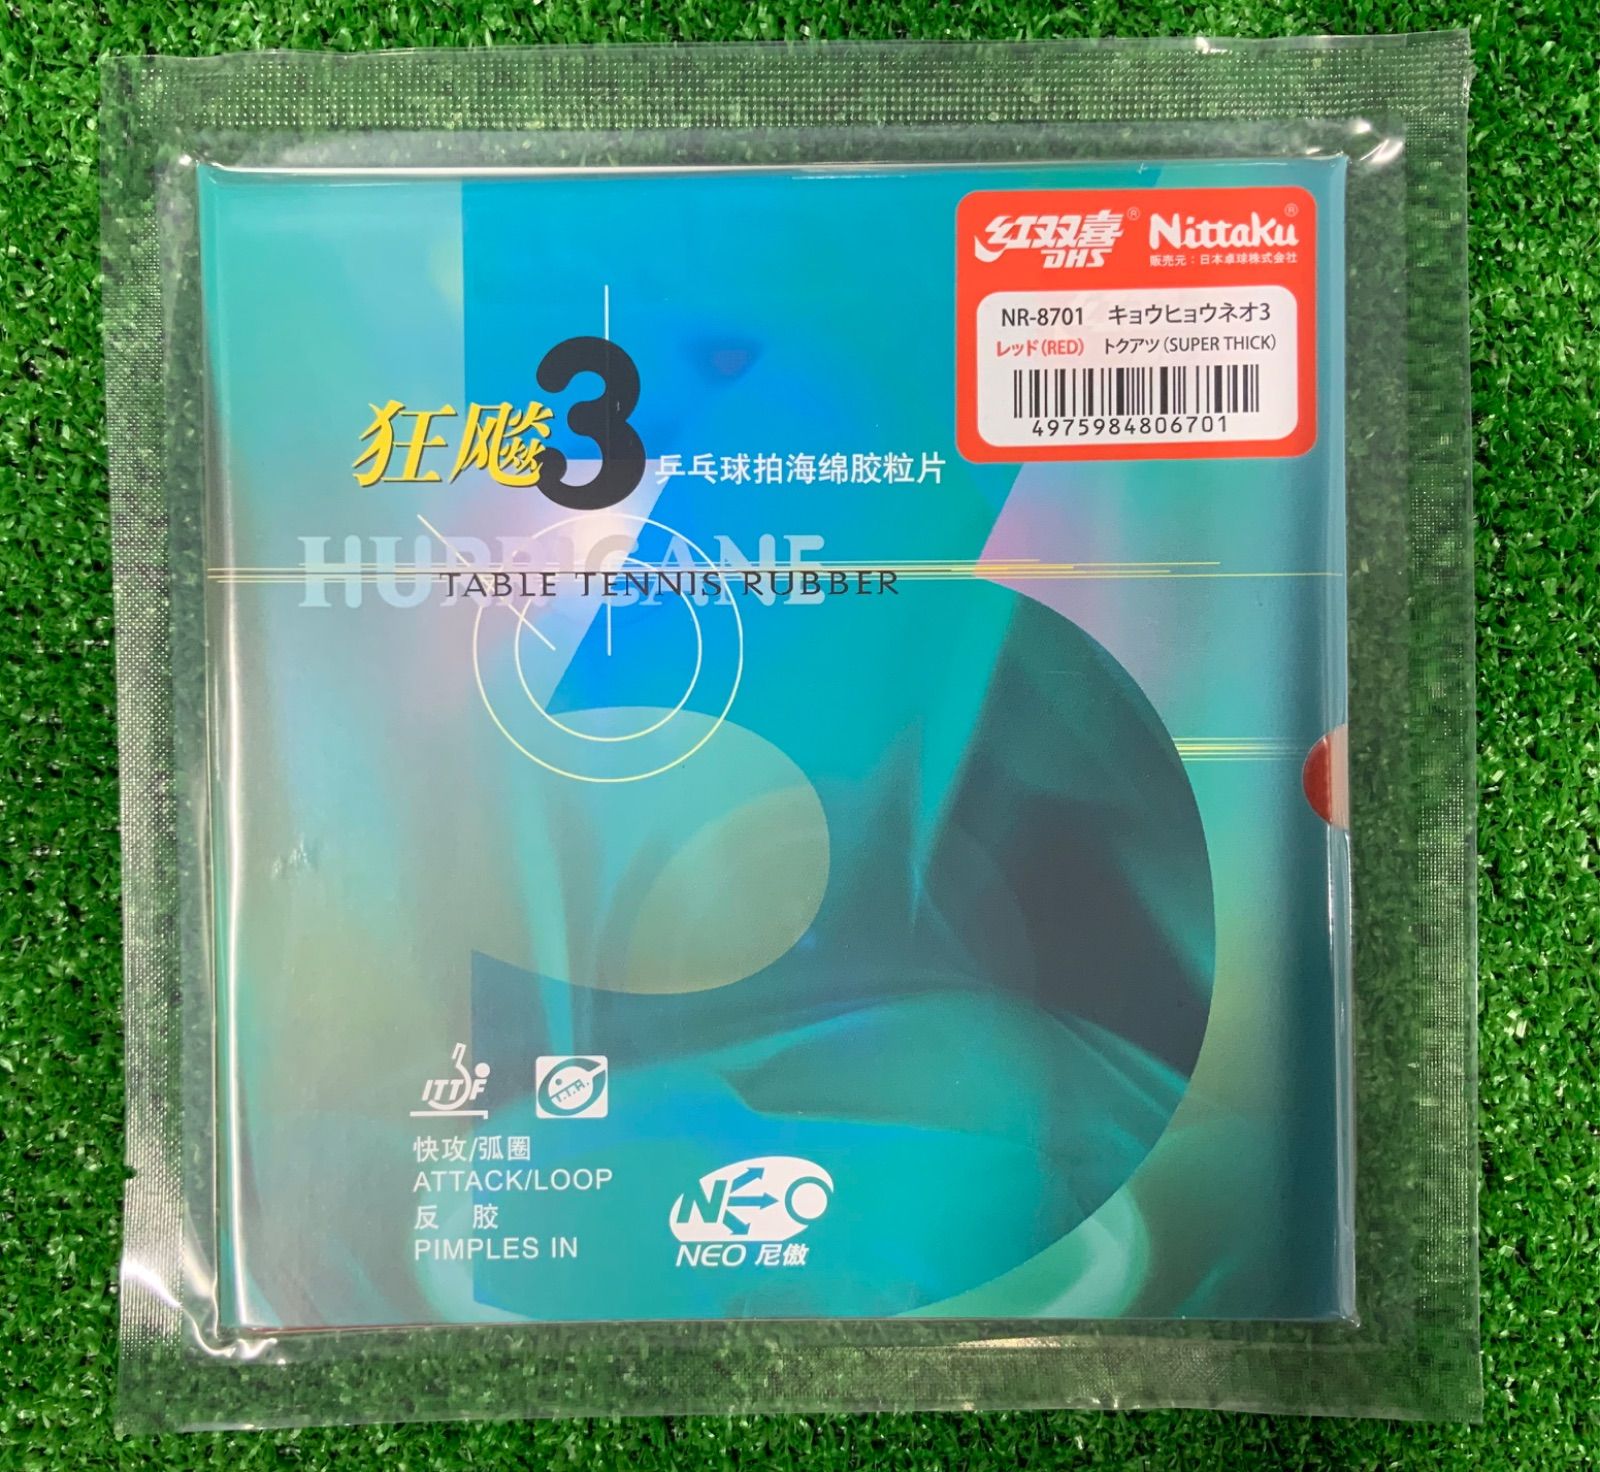 红双喜® Nittaku®
DHS 販売元：日本卓球株式会社
NR-8701 キョウヒョウネオ3
レッド(RED) トクアツ(SUPER THICK)
4975984806701
狂飚3 乒乓球拍海绵胶粒片
HURRICANE
TABLE TENNIS RUBBER
ITTF T.T.A.
快攻/弧圈
ATTACK/LOOP
反 胶
PIMPLES IN
NEO
NEO 尼傲